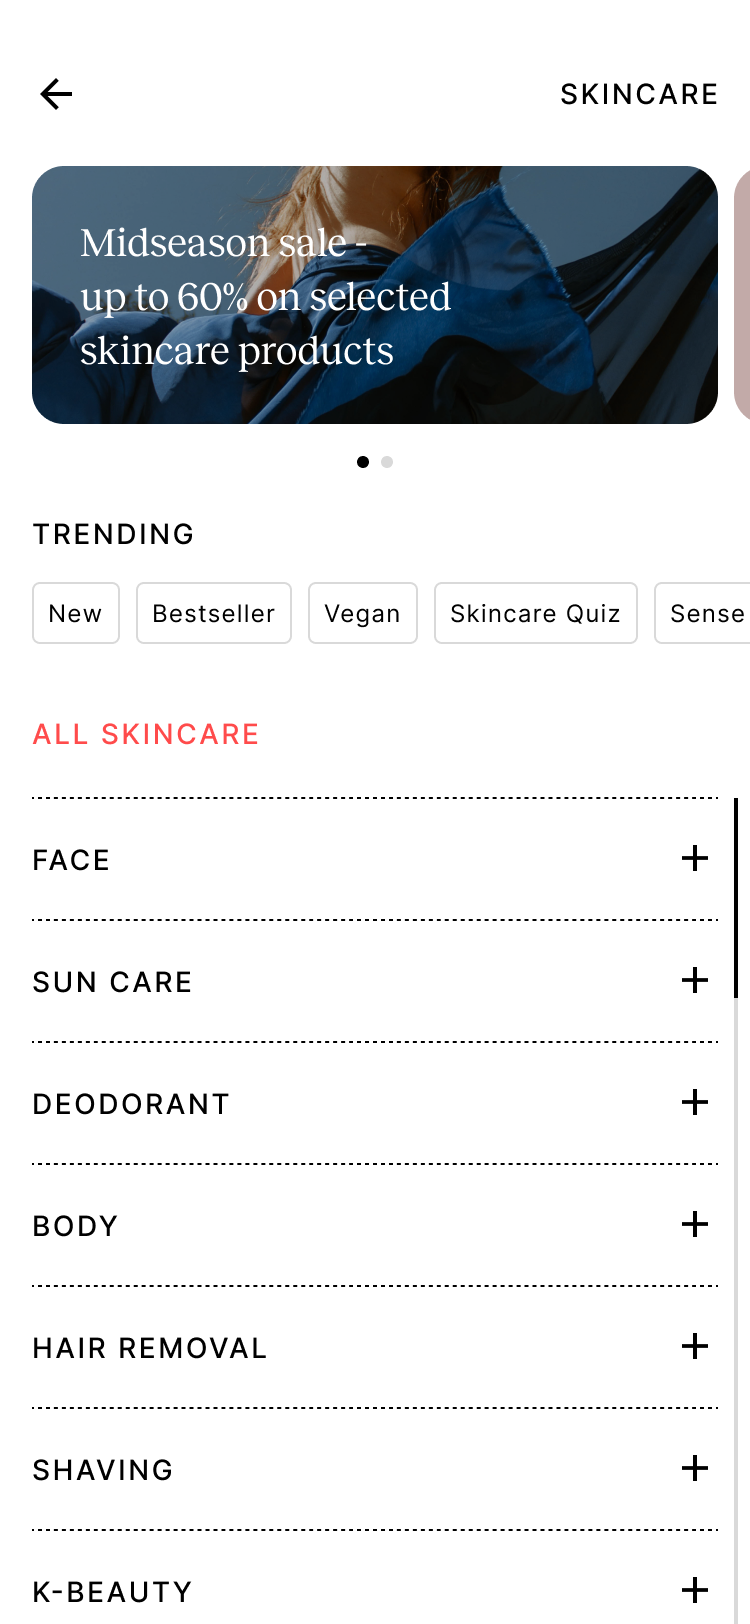 SKINCARE
Midseason sale -
up to 60% on selected
skincare products
TRENDING
New
Bestseller
Vegan
Skincare Quiz
Sense
ALL SKINCARE
FACE
SUN CARE
DEODORANT
BODY
HAIR REMOVAL
SHAVING
K-BEAUTY